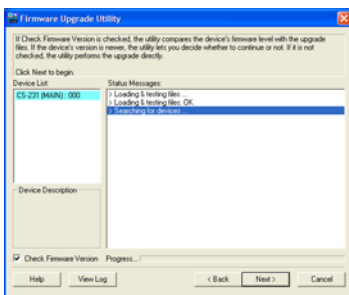 Firmware Upgrade Utility
If Check Firmware Version is checked, the utility compares the device's firmware level with the upgrade
files. If the device's version is newer, the utility lets you decide whether to continue or not. If it is not
checked, the utility performs the upgrade directly.
Click Next to begin.
Device List:
Status Messages:
CS-231 (MAIN) : 000
> Loading & testing files ...
> Loading & testing files: OK
> Searching for devices ...
Device Description
Check Firmware Version
Progress...
Help
View Log
< Back
Next >
Cancel